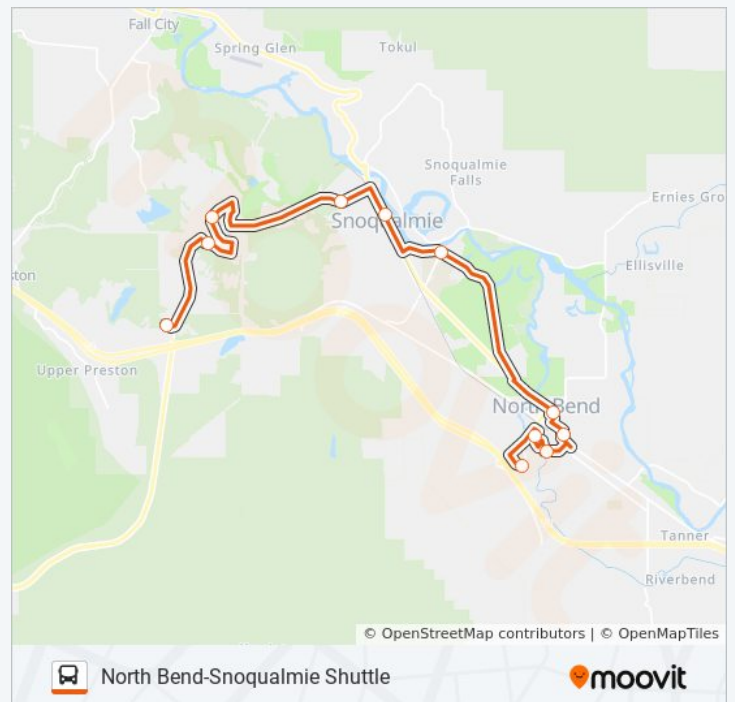 Fall City
Spring Glen
Tokul
Snoqualmie
Falls
Ernies Gro
Snoqualmie
Ellisville
ston
Upper Preston
North Bend
Tanner
Riverbend
© OpenStreetMap contributors | © OpenMapTiles
North Bend-Snoqualmie Shuttle
moovit